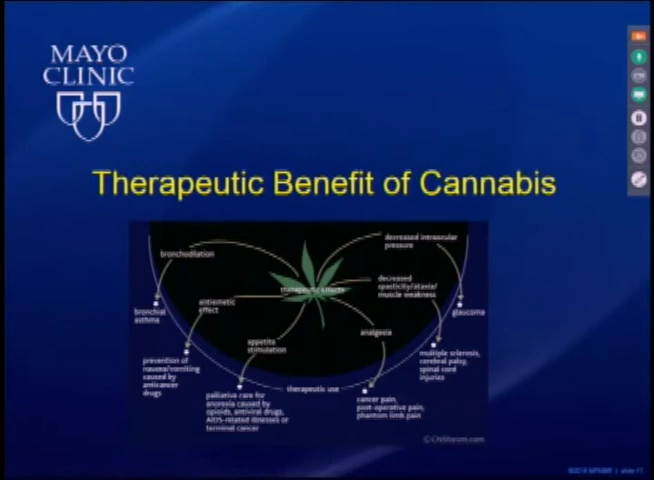 MAYO
CLINIC
Therapeutic Benefit of Cannabis
decreased intraocular
pressure
bronchodilation
therapeutic effects
decreased
spasticity/ataxia/
muscle weakness
antiemetic
effect
bronchial
asthma
glaucoma
analgesia
appetite
stimulation
multiple sclerosis,
cerebral palsy,
spinal cord
injuries
prevention of
nausea/vomiting
caused by
anticancer
drugs
therapeutic use
palliative care for
anorexia caused by
opioids, antiviral drugs,
AIDS-related illnesses or
terminal cancer
cancer pain,
post-operative pain,
phantom limb pain